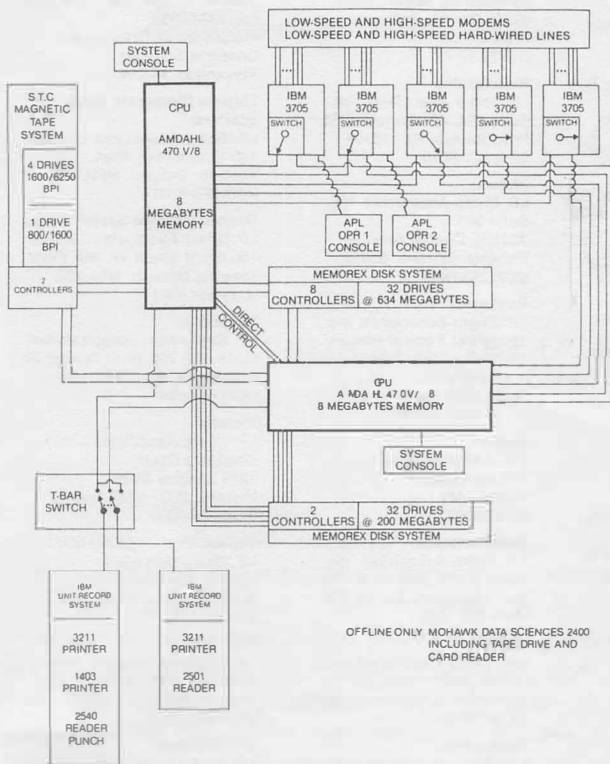 LOW-SPEED AND HIGH-SPEED MODEMS
LOW-SPEED AND HIGH-SPEED HARD-WIRED LINES
SYSTEM
CONSOLE
S.T.C
MAGNETIC
TAPE
SYSTEM
4 DRIVES
1600/6250
BPI
1 DRIVE
800/1600
BPI
2
CONTROLLERS
CPU
AMDAHL
470 V/8
8
MEGABYTES
MEMORY
IBM
3705
SWITCH
IBM
3705
SWITCH
IBM
3705
SWITCH
IBM
3705
SWITCH
IBM
3705
SWITCH
APL
OPR 1
CONSOLE
APL
OPR 2
CONSOLE
MEMOREX DISK SYSTEM
8
CONTROLLERS
32 DRIVES
@ 634 MEGABYTES
DIRECT
CONTROL
CPU
AMDAHL 470V/8
8 MEGABYTES MEMORY
SYSTEM
CONSOLE
T-BAR
SWITCH
2
CONTROLLERS
32 DRIVES
@ 200 MEGABYTES
MEMOREX DISK SYSTEM
IBM
UNIT RECORD
SYSTEM
3211
PRINTER
1403
PRINTER
2540
READER
PUNCH
IBM
UNIT RECORD
SYSTEM
3211
PRINTER
2501
READER
OFFLINE ONLY MOHAWK DATA SCIENCES 2400
INCLUDING TAPE DRIVE AND
CARD READER